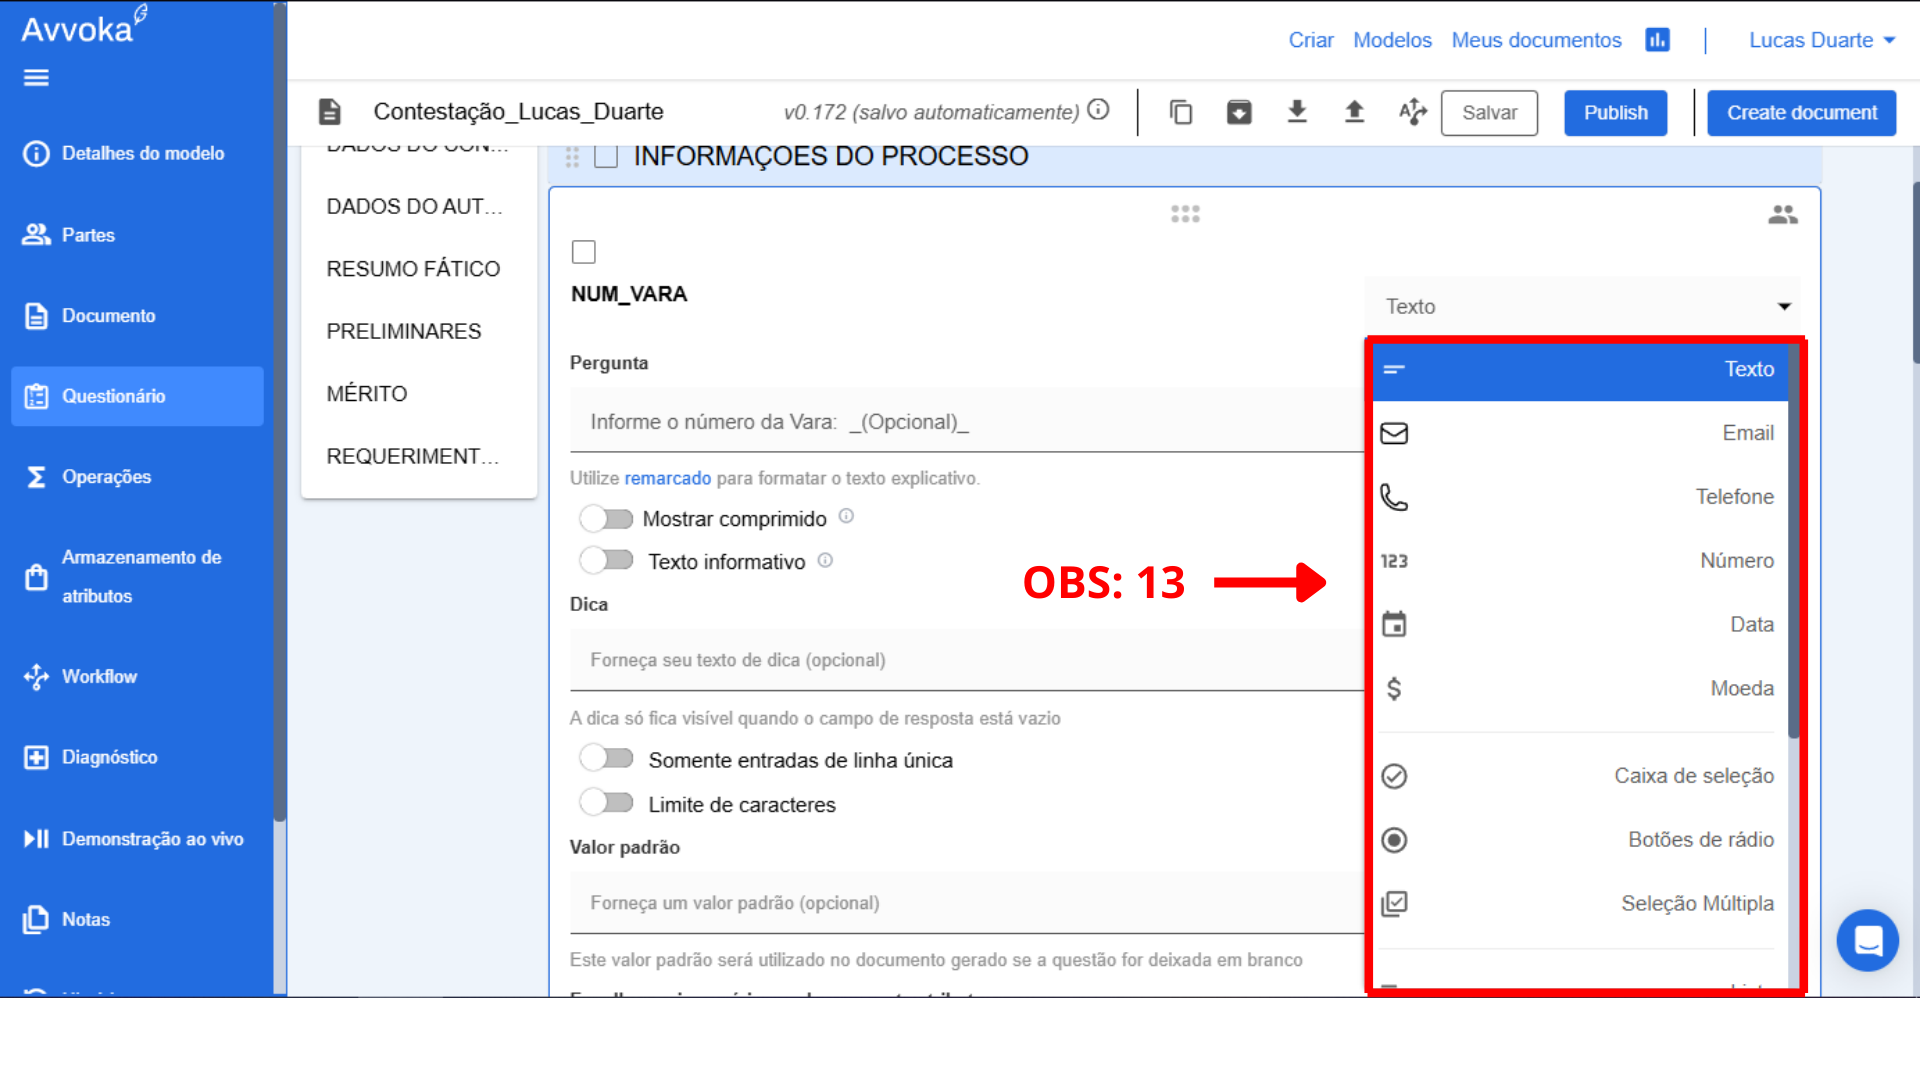 Avvoka
Criar
Modelos
Meus documentos
Lucas Duarte
Contestação_Lucas_Duarte
v0.172 (salvo automaticamente)
Salvar
Publish
Create document
Detalhes do modelo
Partes
Documento
Questionário
Operações
Armazenamento de
atributos
Workflow
Diagnóstico
Demonstração ao vivo
Notas
DADOS DO CON...
DADOS DO AUT...
RESUMO FÁTICO
PRELIMINARES
MÉRITO
REQUERIMENT...
INFORMAÇÕES DO PROCESSO
NUM_VARA
Texto
Pergunta
Informe o número da Vara: _(Opcional)_
Utilize remarcado para formatar o texto explicativo.
Mostrar comprimido
Texto informativo
Dica
Forneça seu texto de dica (opcional)
A dica só fica visível quando o campo de resposta está vazio
Somente entradas de linha única
Limite de caracteres
Valor padrão
Forneça um valor padrão (opcional)
Este valor padrão será utilizado no documento gerado se a questão for deixada em branco
OBS: 13
Texto
Email
Telefone
123 Número
Data
$ Moeda
Caixa de seleção
Botões de rádio
Seleção Múltipla